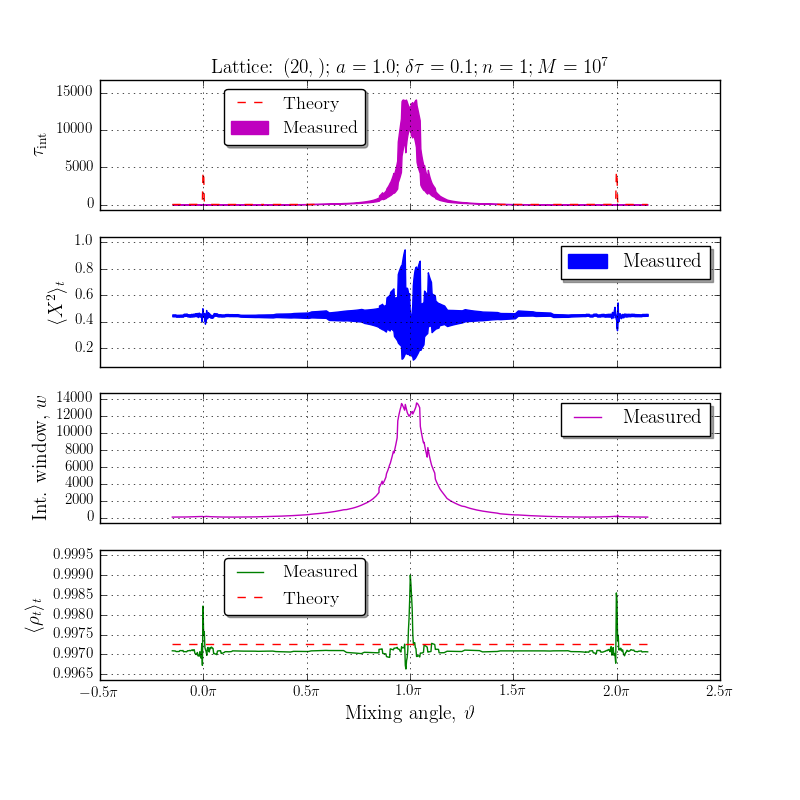 Lattice: (20, ); a = 1.0; δτ = 0.1; n = 1; M = 10^7
τ_int
15000
10000
5000
0
Theory
Measured
⟨X²⟩_t
1.0
0.8
0.6
0.4
0.2
Measured
Int. window, w
14000
12000
10000
8000
6000
4000
2000
0
Measured
⟨ρ_t⟩_t
0.9995
0.9990
0.9985
0.9980
0.9975
0.9970
0.9965
Measured
Theory
−0.5π 0.0π 0.5π 1.0π 1.5π 2.0π 2.5π
Mixing angle, ϑ